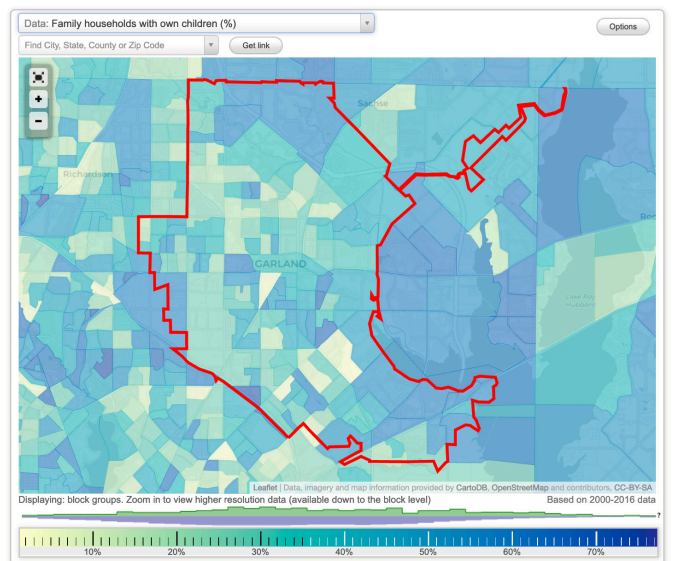 Data: Family households with own children (%)
Options
Find City, State, County or Zip Code
Get link
+
−
Sachse
Richardson
GARLAND
Leaflet | Data, imagery and map information provided by CartoDB, OpenStreetMap and contributors, CC-BY-SA
Displaying: block groups. Zoom in to view higher resolution data (available down to the block level)
Based on 2000-2016 data
?
10%
20%
30%
40%
50%
60%
70%